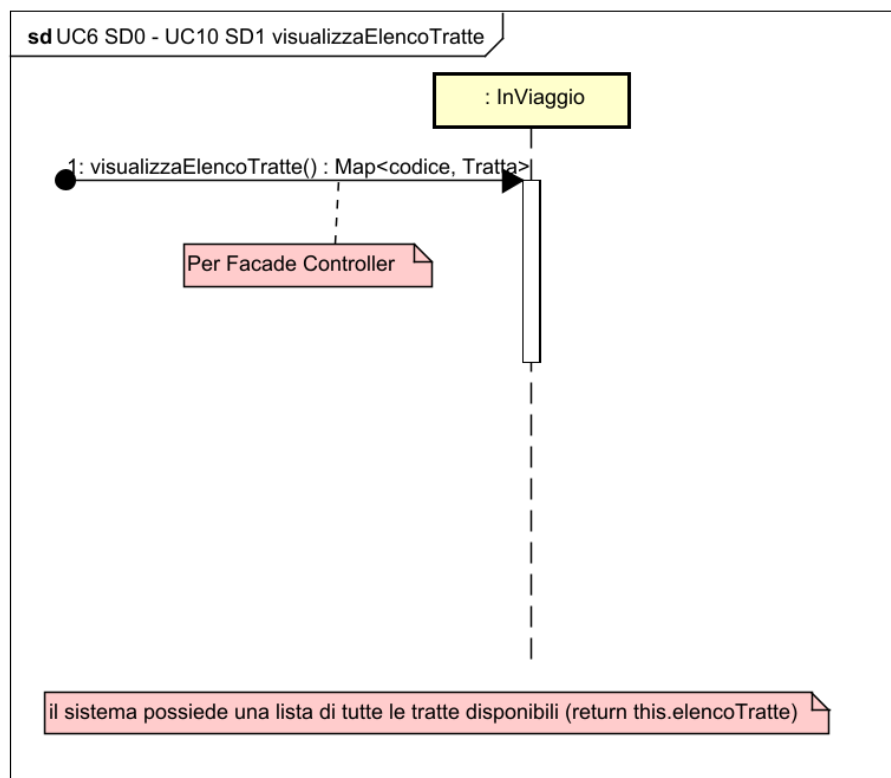 sd UC6 SD0 - UC10 SD1 visualizzaElencoTratte
: InViaggio
1: visualizzaElencoTratte() : Map<codice, Tratta>
Per Facade Controller
il sistema possiede una lista di tutte le tratte disponibili (return this.elencoTratte)